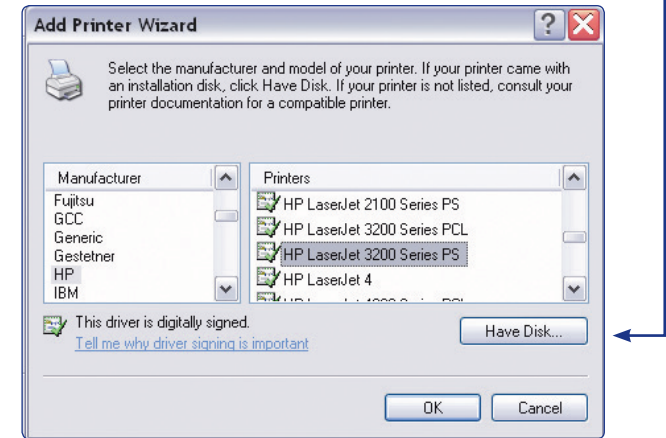 Add Printer Wizard
Select the manufacturer and model of your printer. If your printer came with
an installation disk, click Have Disk. If your printer is not listed, consult your
printer documentation for a compatible printer.
Manufacturer
Fujitsu
GCC
Generic
Gestetner
HP
IBM
Printers
HP LaserJet 2100 Series PS
HP LaserJet 3200 Series PCL
HP LaserJet 3200 Series PS
HP LaserJet 4
This driver is digitally signed.
Tell me why driver signing is important
Have Disk...
OK
Cancel